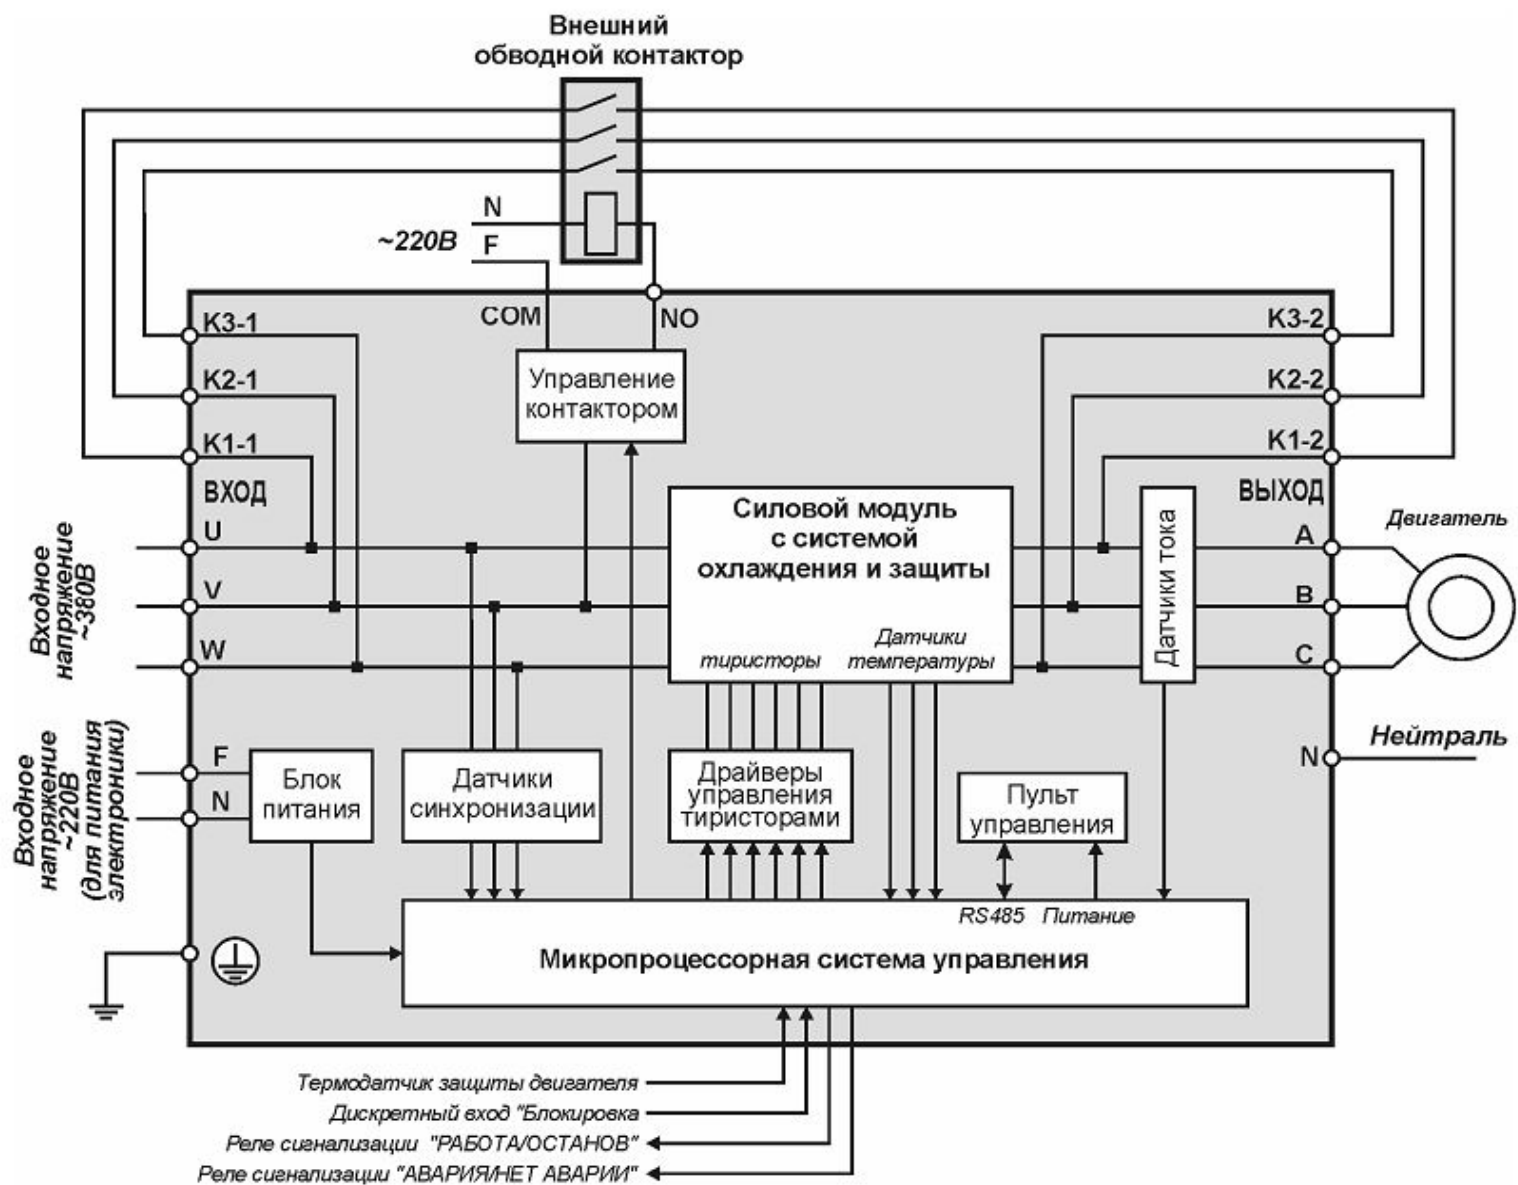 Внешний
обводной контактор
N
~220В
F
COM
NO
K3-1
K3-2
Управление
контактором
K2-1
K2-2
K1-1
K1-2
ВХОД
ВЫХОД
Силовой модуль
с системой
охлаждения и защиты
тиристоры
Датчики
температуры
Датчики тока
Двигатель
Входное
напряжение
~380В
U
V
W
A
B
C
Нейтраль
N
Входное
напряжение
~220В
(для питания
электроники)
F
N
Блок
питания
Датчики
синхронизации
Драйверы
управления
тиристорами
Пульт
управления
RS485
Питание
Микропроцессорная система управления
Термодатчик защиты двигателя
Дискретный вход "Блокировка
Реле сигнализации "РАБОТА/ОСТАНОВ"
Реле сигнализации "АВАРИЯ/НЕТ АВАРИИ"